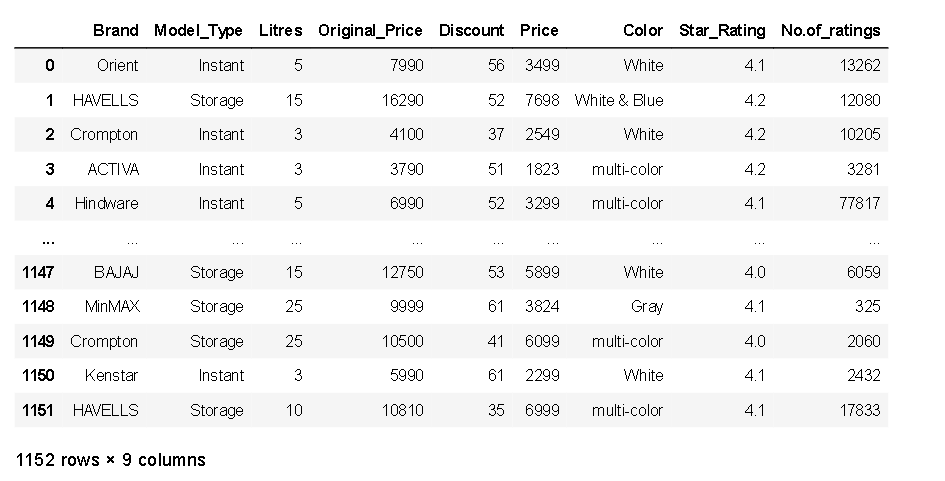 Brand Model_Type Litres Original_Price Discount Price Color Star_Rating No.of_ratings
0 Orient Instant 5 7990 56 3499 White 4.1 13262
1 HAVELLS Storage 15 16290 52 7698 White & Blue 4.2 12080
2 Crompton Instant 3 4100 37 2549 White 4.2 10205
3 ACTIVA Instant 3 3790 51 1823 multi-color 4.2 3281
4 Hindware Instant 5 6990 52 3299 multi-color 4.1 77817
... ... ... ... ... ... ... ... ... ...
1147 BAJAJ Storage 15 12750 53 5899 White 4.0 6059
1148 MinMAX Storage 25 9999 61 3824 Gray 4.1 325
1149 Crompton Storage 25 10500 41 6099 multi-color 4.0 2060
1150 Kenstar Instant 3 5990 61 2299 White 4.1 2432
1151 HAVELLS Storage 10 10810 35 6999 multi-color 4.1 17833
1152 rows × 9 columns